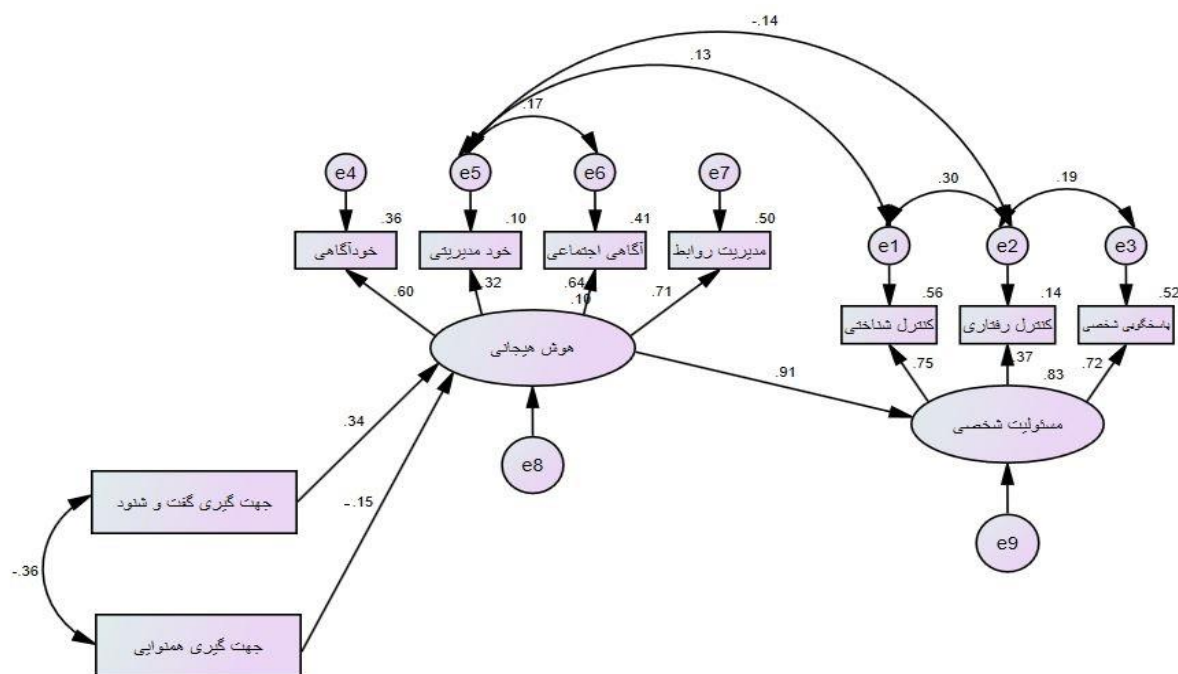 -.14
.13
.17
e4
e5
e6
e7
.30
.19
e1
e2
e3
.36
.10
.41
.50
خودآگاهی
خود مدیریتی
آگاهی اجتماعی
مدیریت روابط
.56
.14
.52
کنترل شناختی
کنترل رفتاری
پاسخگویی شخصی
.60
.32
.64
.10
.71
هوش هیجانی
.75
.37
.83
.72
.91
مسئولیت شخصی
.34
e8
جهت گیری گفت و شنود
-.15
e9
-.36
جهت گیری همنوایی